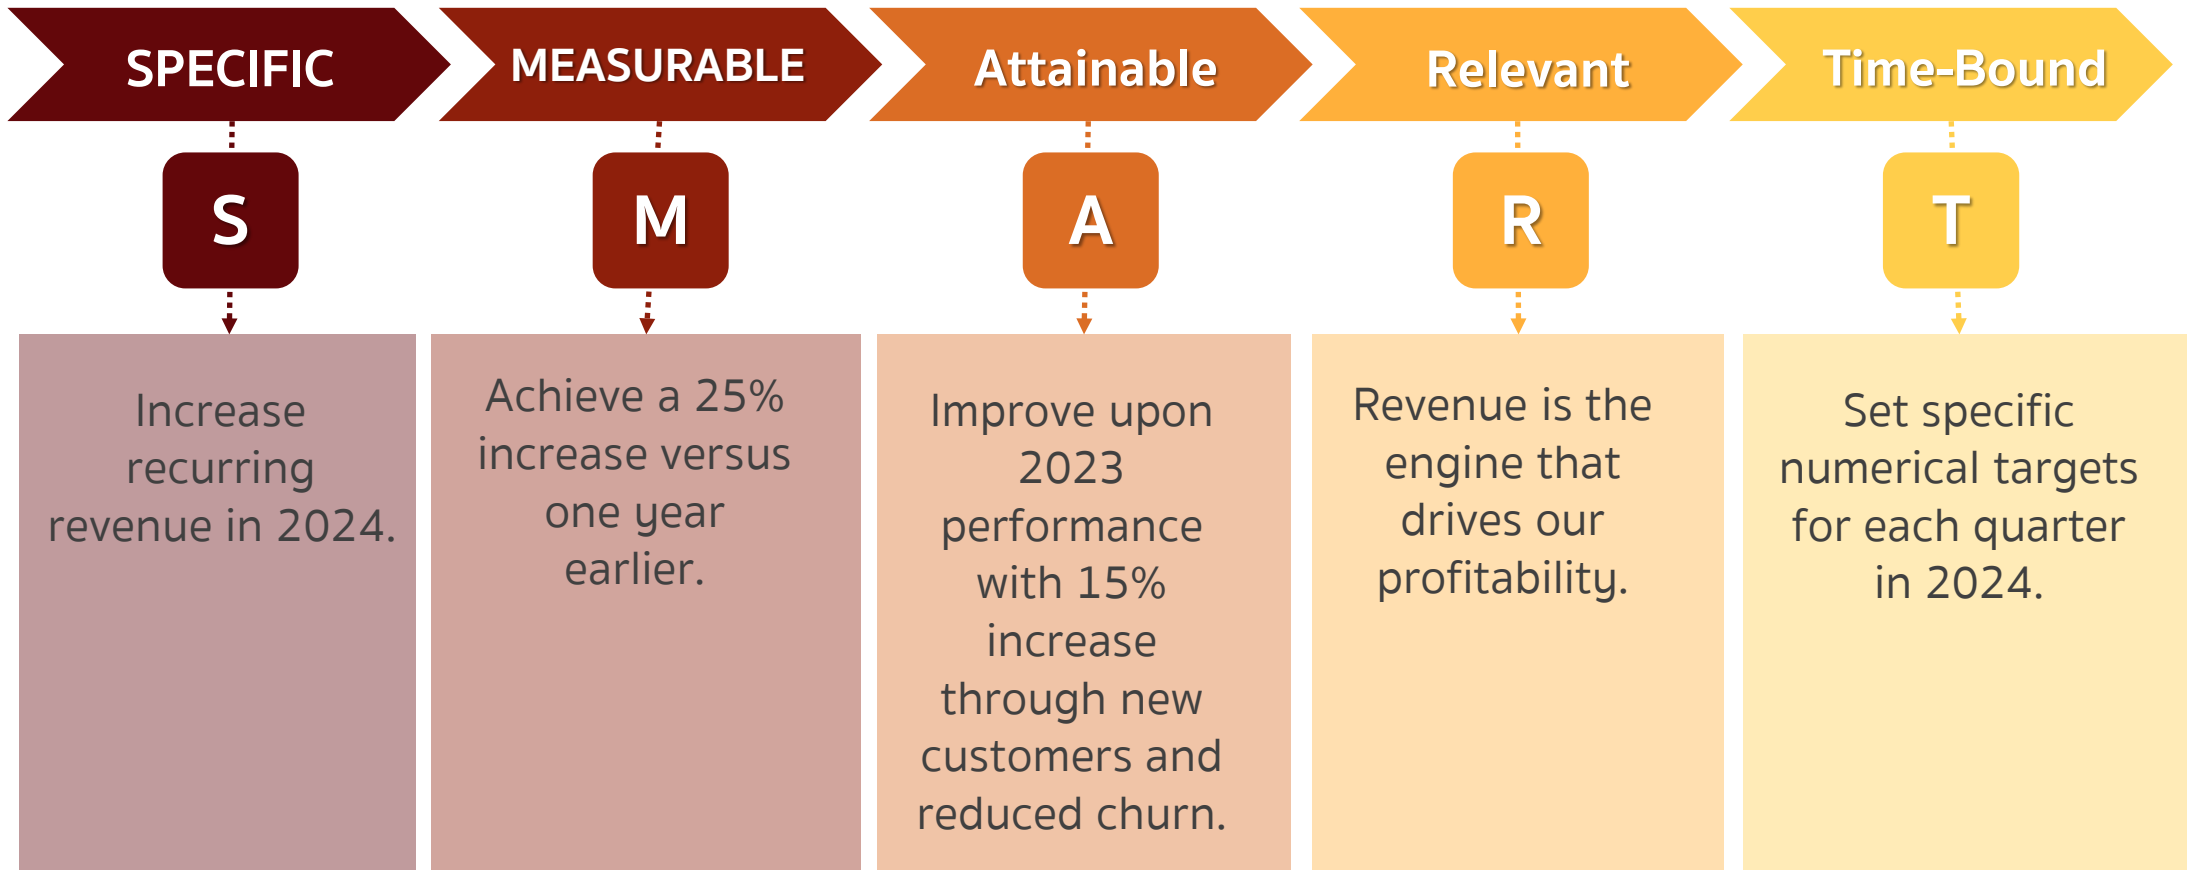 SPECIFIC
MEASURABLE
Attainable
Relevant
Time-Bound
S
M
A
R
T
Increase
recurring
revenue in 2024.
Achieve a 25%
increase versus
one year
earlier.
Improve upon
2023
performance
with 15%
increase
through new
customers and
reduced churn.
Revenue is the
engine that
drives our
profitability.
Set specific
numerical targets
for each quarter
in 2024.